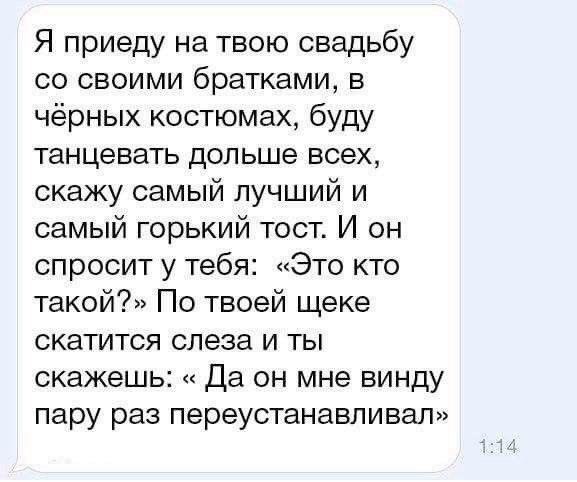 Я приеду на твою свадьбу
со своими братками, в
чёрных костюмах, буду
танцевать дольше всех,
скажу самый лучший и
самый горький тост. И он
спросит у тебя:  «Это кто
такой?» По твоей щеке
скатится слеза и ты
скажешь: « Да он мне винду
пару раз переустанавливал»
1:14